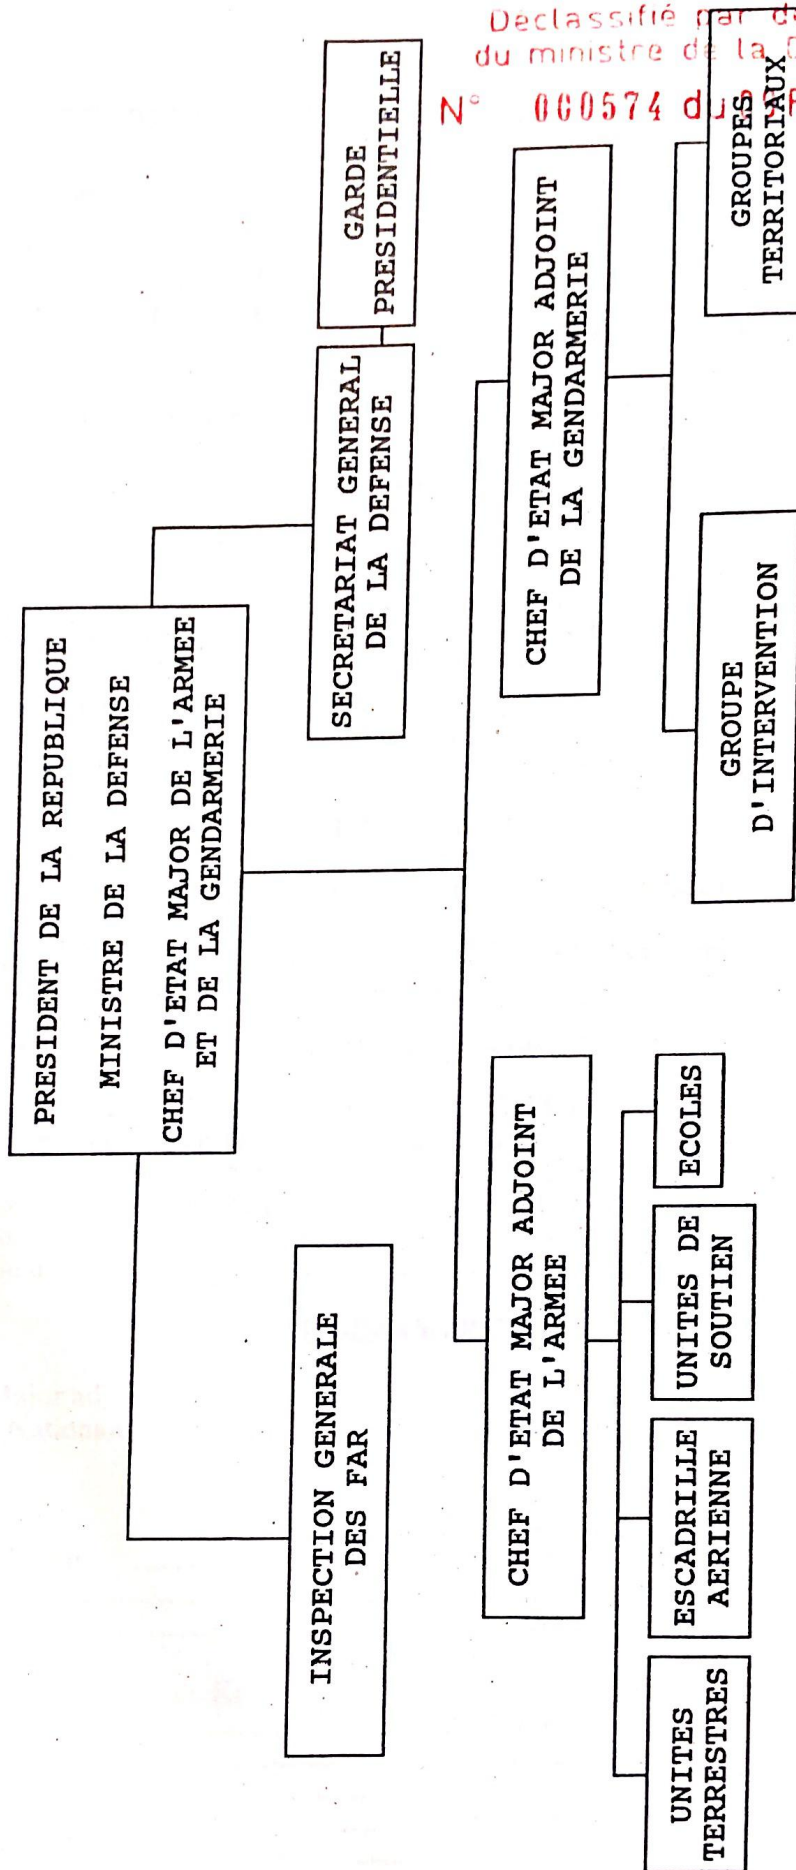 Déclassifié par
du ministre de la
N° 000574 du
PRESIDENT DE LA REPUBLIQUE
MINISTRE DE LA DEFENSE
CHEF D'ETAT MAJOR DE L'ARMEE
ET DE LA GENDARMERIE
INSPECTION GENERALE
DES FAR
SECRETARIAT GENERAL
DE LA DEFENSE
GARDE
PRESIDENTIELLE
CHEF D'ETAT MAJOR ADJOINT
DE L'ARMEE
CHEF D'ETAT MAJOR ADJOINT
DE LA GENDARMERIE
UNITES
TERRESTRES
ESCADRILLE
AERIENNE
UNITES DE
SOUTIEN
ECOLES
GROUPE
D'INTERVENTION
GROUPES
TERRITORIAUX